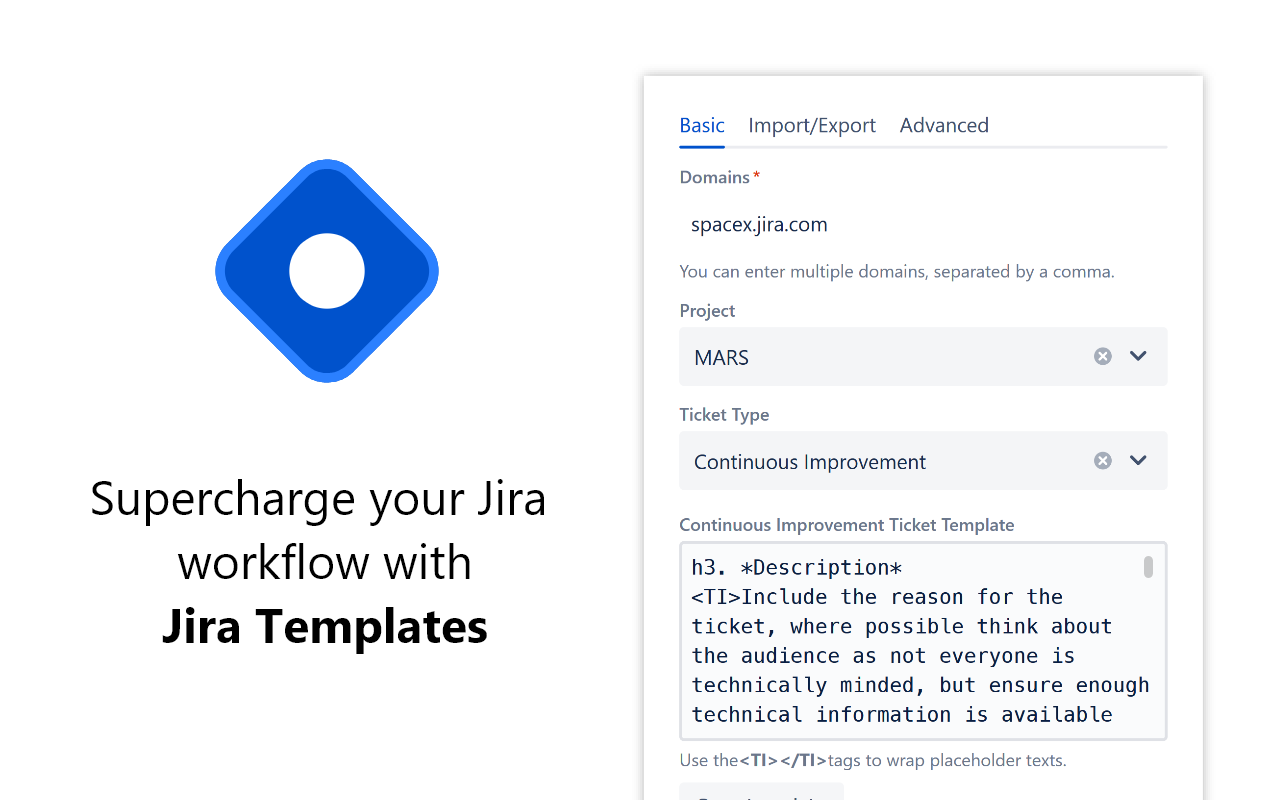 Supercharge your Jira
workflow with
Jira Templates
Basic Import/Export Advanced
Domains*
spacex.jira.com
You can enter multiple domains, separated by a comma.
Project
MARS
Ticket Type
Continuous Improvement
Continuous Improvement Ticket Template
h3. *Description*
<TI>Include the reason for the
ticket, where possible think about
the audience as not everyone is
technically minded, but ensure enough
technical information is available
Use the<TI></TI>tags to wrap placeholder texts.